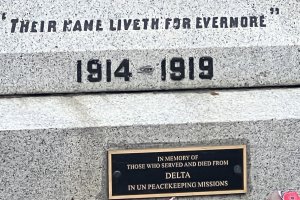 "THEIR NAME LIVETH FOR EVERMORE"
1914 - 1919
IN MEMORY OF
THOSE WHO SERVED AND DIED FROM
DELTA
IN UN PEACEKEEPING MISSIONS